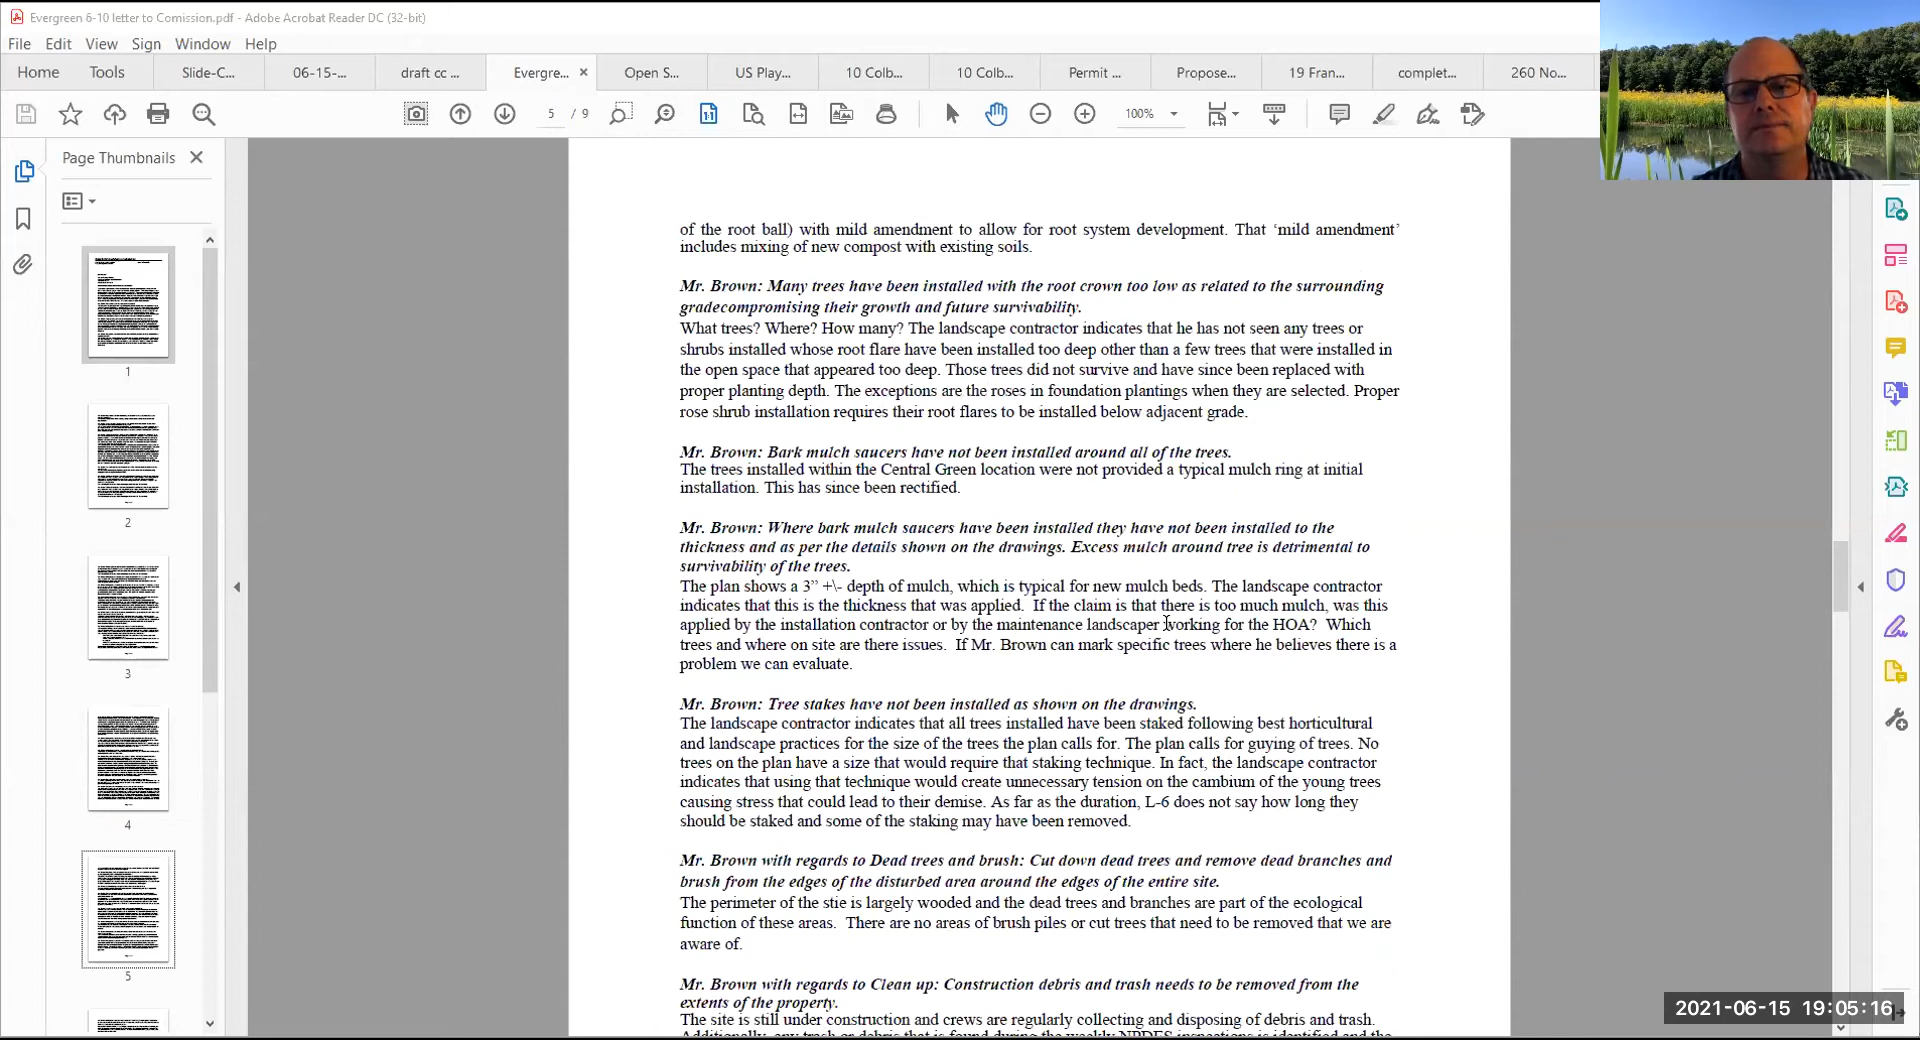 Evergreen 6-10 letter to Comission.pdf - Adobe Acrobat Reader DC (32-bit)
File Edit View Sign Window Help
Home Tools Slide-C... 06-15-... draft cc ... Evergre... × Open S... US Play... 10 Colb... 10 Colb... Permit ... Propose... 19 Fran... complet... 260 No...
5 / 9 100%
Page Thumbnails
1
2
3
4
5
of the root ball) with mild amendment to allow for root system development. That ‘mild amendment’
includes mixing of new compost with existing soils.
Mr. Brown: Many trees have been installed with the root crown too low as related to the surrounding
gradecompromising their growth and future survivability.
What trees? Where? How many? The landscape contractor indicates that he has not seen any trees or
shrubs installed whose root flare have been installed too deep other than a few trees that were installed in
the open space that appeared too deep. Those trees did not survive and have since been replaced with
proper planting depth. The exceptions are the roses in foundation plantings when they are selected. Proper
rose shrub installation requires their root flares to be installed below adjacent grade.
Mr. Brown: Bark mulch saucers have not been installed around all of the trees.
The trees installed within the Central Green location were not provided a typical mulch ring at initial
installation. This has since been rectified.
Mr. Brown: Where bark mulch saucers have been installed they have not been installed to the
thickness and as per the details shown on the drawings. Excess mulch around tree is detrimental to
survivability of the trees.
The plan shows a 3” +\- depth of mulch, which is typical for new mulch beds. The landscape contractor
indicates that this is the thickness that was applied. If the claim is that there is too much mulch, was this
applied by the installation contractor or by the maintenance landscaper working for the HOA? Which
trees and where on site are there issues. If Mr. Brown can mark specific trees where he believes there is a
problem we can evaluate.
Mr. Brown: Tree stakes have not been installed as shown on the drawings.
The landscape contractor indicates that all trees installed have been staked following best horticultural
and landscape practices for the size of the trees the plan calls for. The plan calls for guying of trees. No
trees on the plan have a size that would require that staking technique. In fact, the landscape contractor
indicates that using that technique would create unnecessary tension on the cambium of the young trees
causing stress that could lead to their demise. As far as the duration, L-6 does not say how long they
should be staked and some of the staking may have been removed.
Mr. Brown with regards to Dead trees and brush: Cut down dead trees and remove dead branches and
brush from the edges of the disturbed area around the edges of the entire site.
The perimeter of the stie is largely wooded and the dead trees and branches are part of the ecological
function of these areas. There are no areas of brush piles or cut trees that need to be removed that we are
aware of.
Mr. Brown with regards to Clean up: Construction debris and trash needs to be removed from the
extents of the property.
The site is still under construction and crews are regularly collecting and disposing of debris and trash.
Additionally, any trash or debris that is found during the weekly NPDES inspections is identified and the
2021-06-15 19:05:16